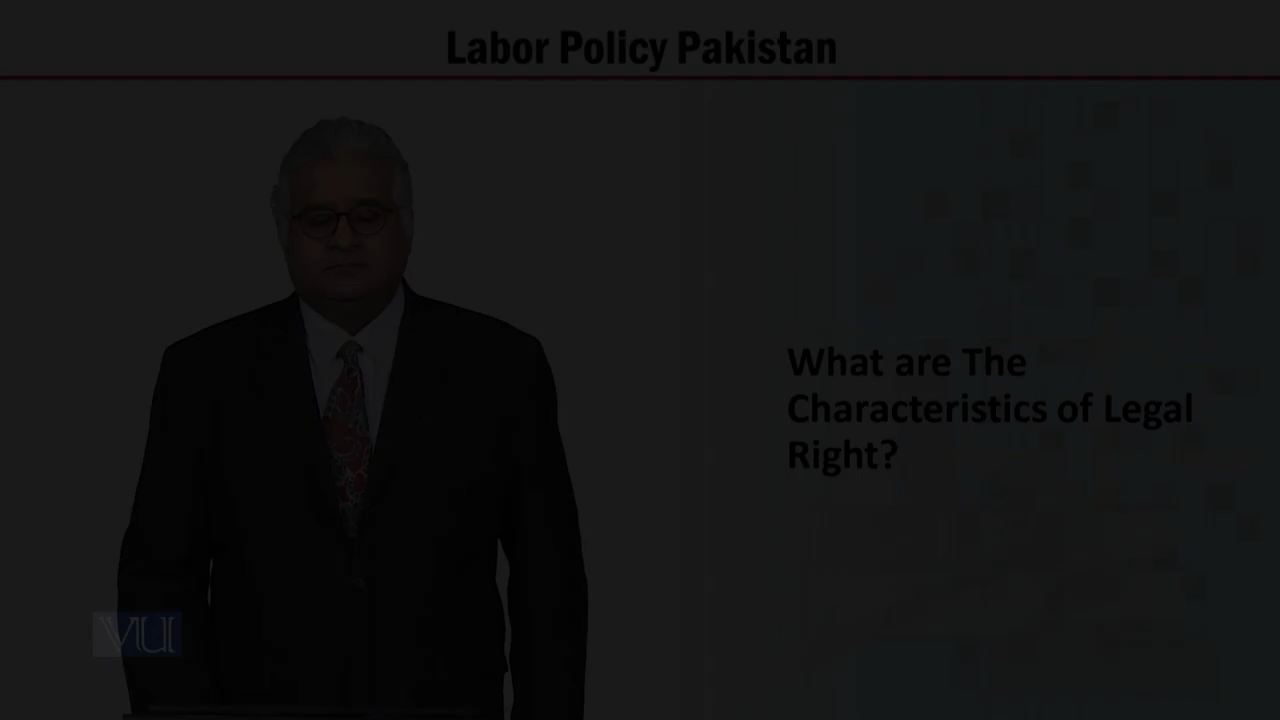 Labor Policy Pakistan
What are The
Characteristics of Legal
Right?
VU